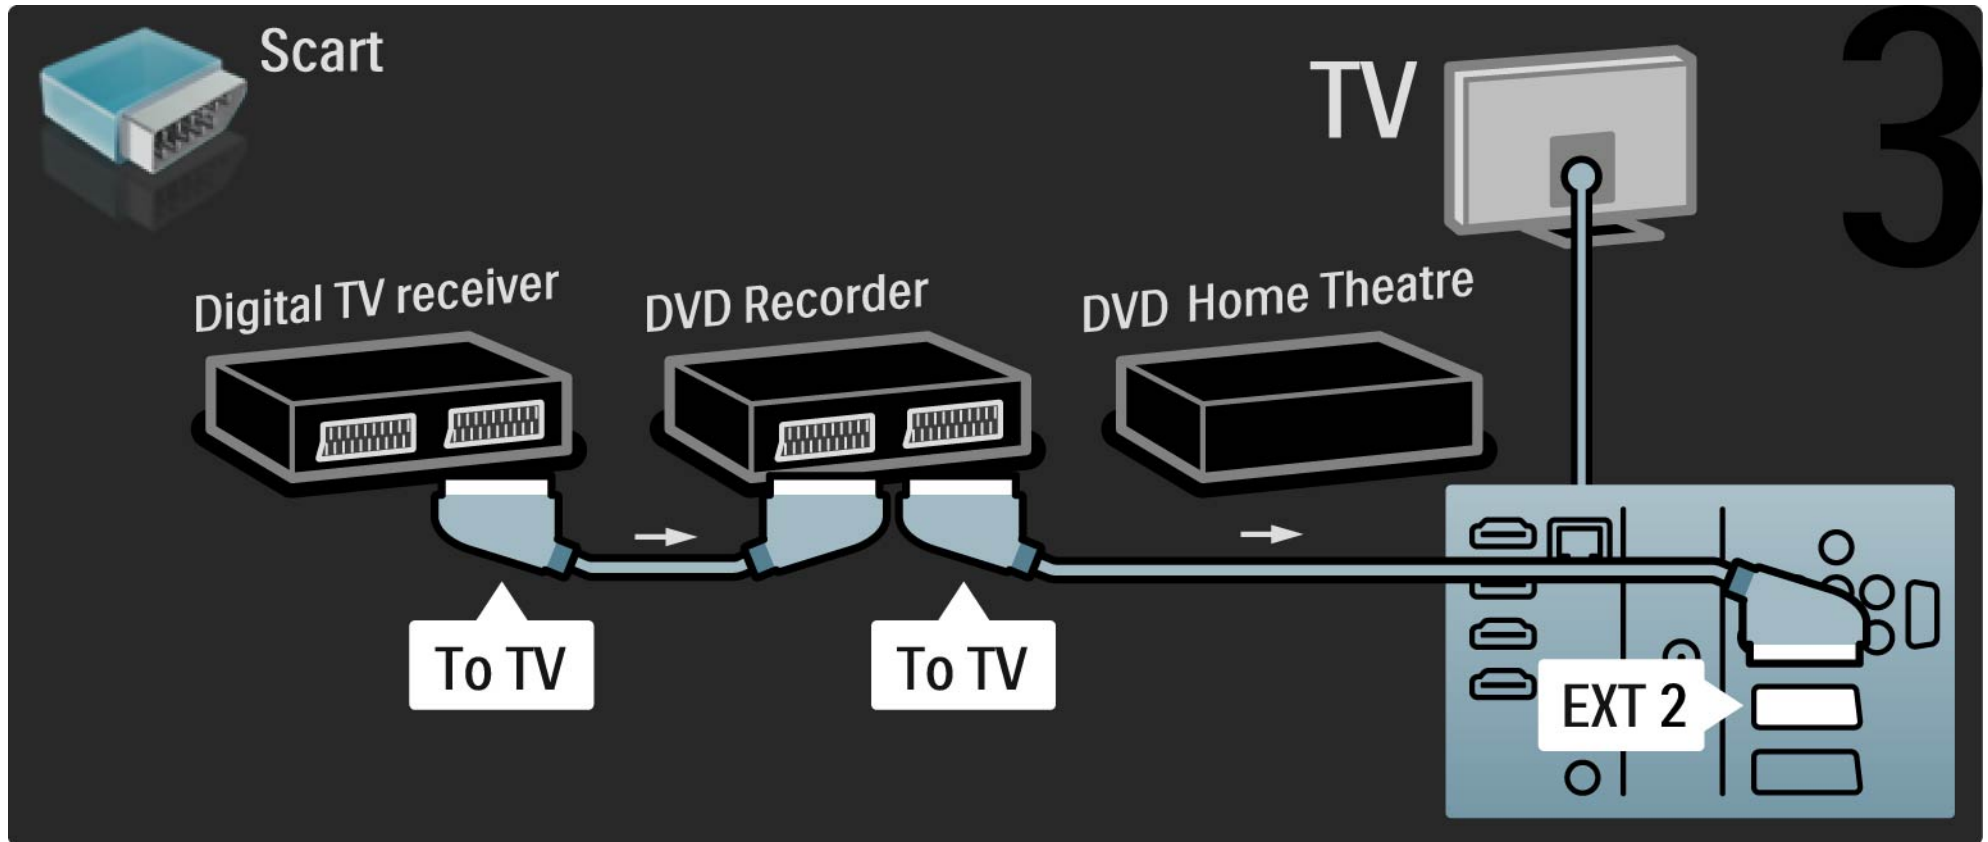 Scart
TV
3
Digital TV receiver
DVD Recorder
DVD Home Theatre
To TV
To TV
EXT 2